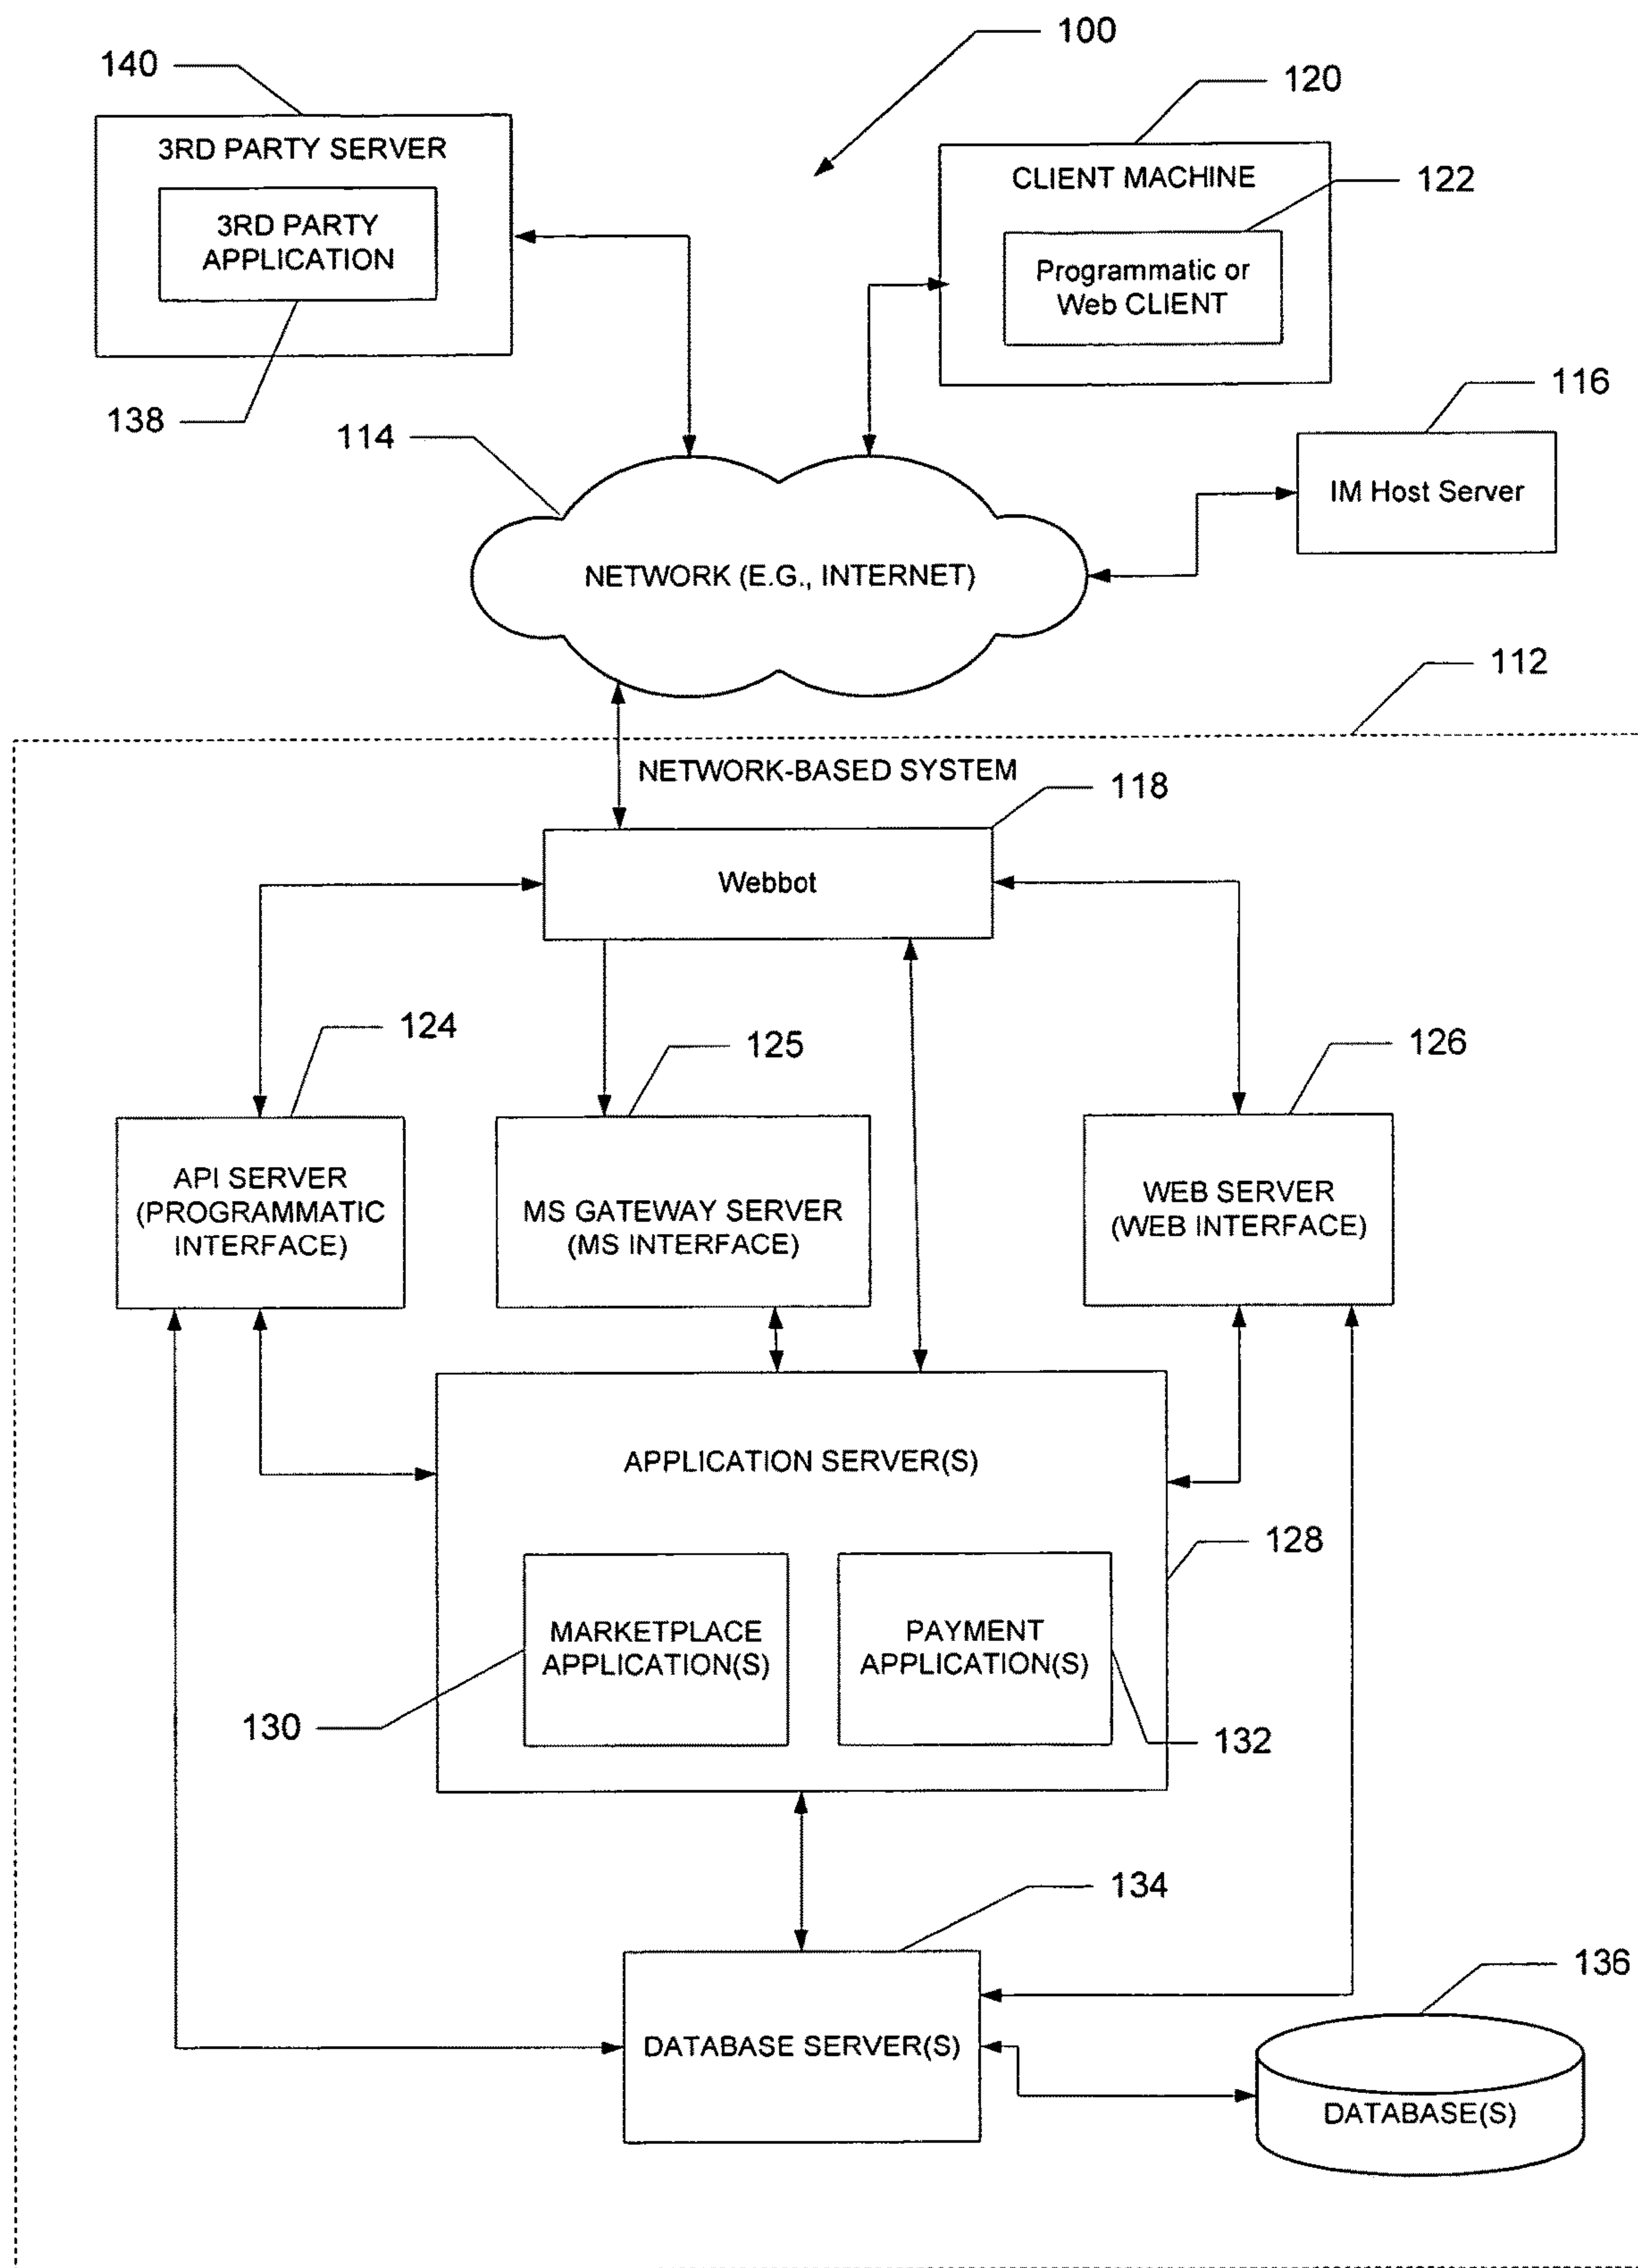 100
140
120
3RD PARTY SERVER
CLIENT MACHINE
122
3RD PARTY
APPLICATION
Programmatic or
Web CLIENT
138
114
116
IM Host Server
NETWORK (E.G., INTERNET)
112
NETWORK-BASED SYSTEM
118
Webbot
124
125
126
API SERVER
(PROGRAMMATIC
INTERFACE)
MS GATEWAY SERVER
(MS INTERFACE)
WEB SERVER
(WEB INTERFACE)
APPLICATION SERVER(S)
128
MARKETPLACE
APPLICATION(S)
PAYMENT
APPLICATION(S)
130
132
134
136
DATABASE SERVER(S)
DATABASE(S)